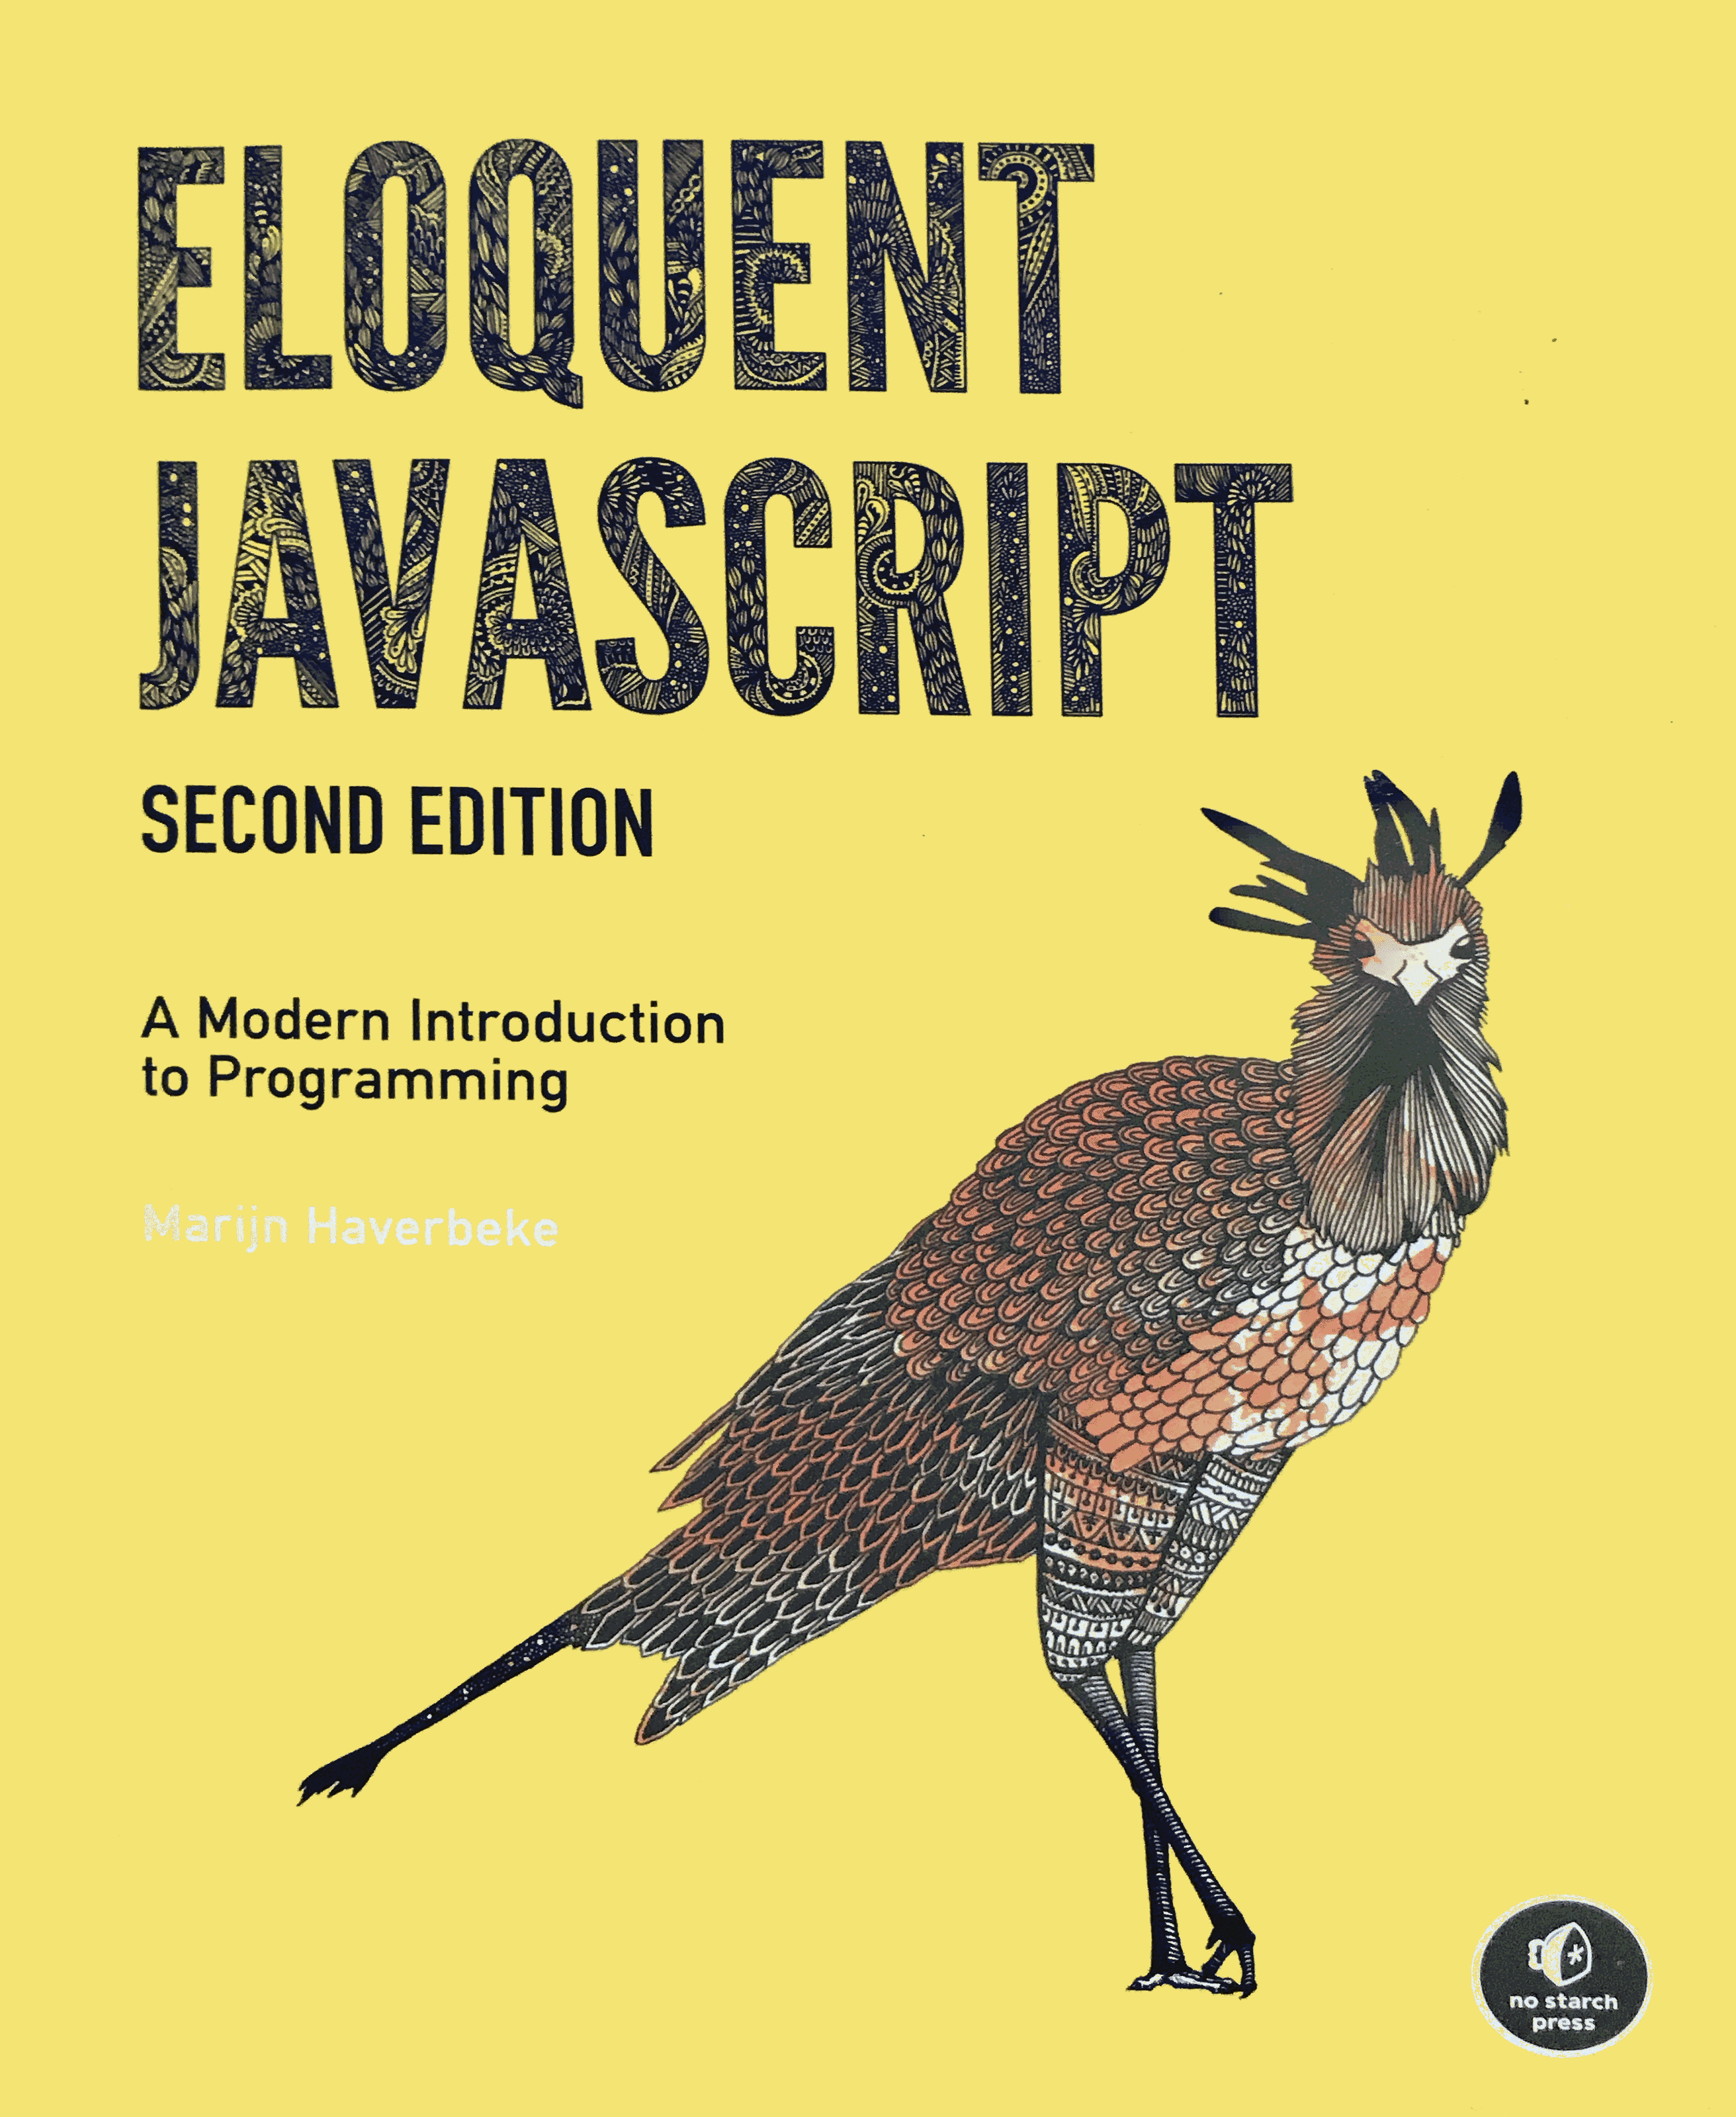 ELOQUENT
JAVASCRIPT
SECOND EDITION
A Modern Introduction
to Programming
Marijn Haverbeke
no starch
press